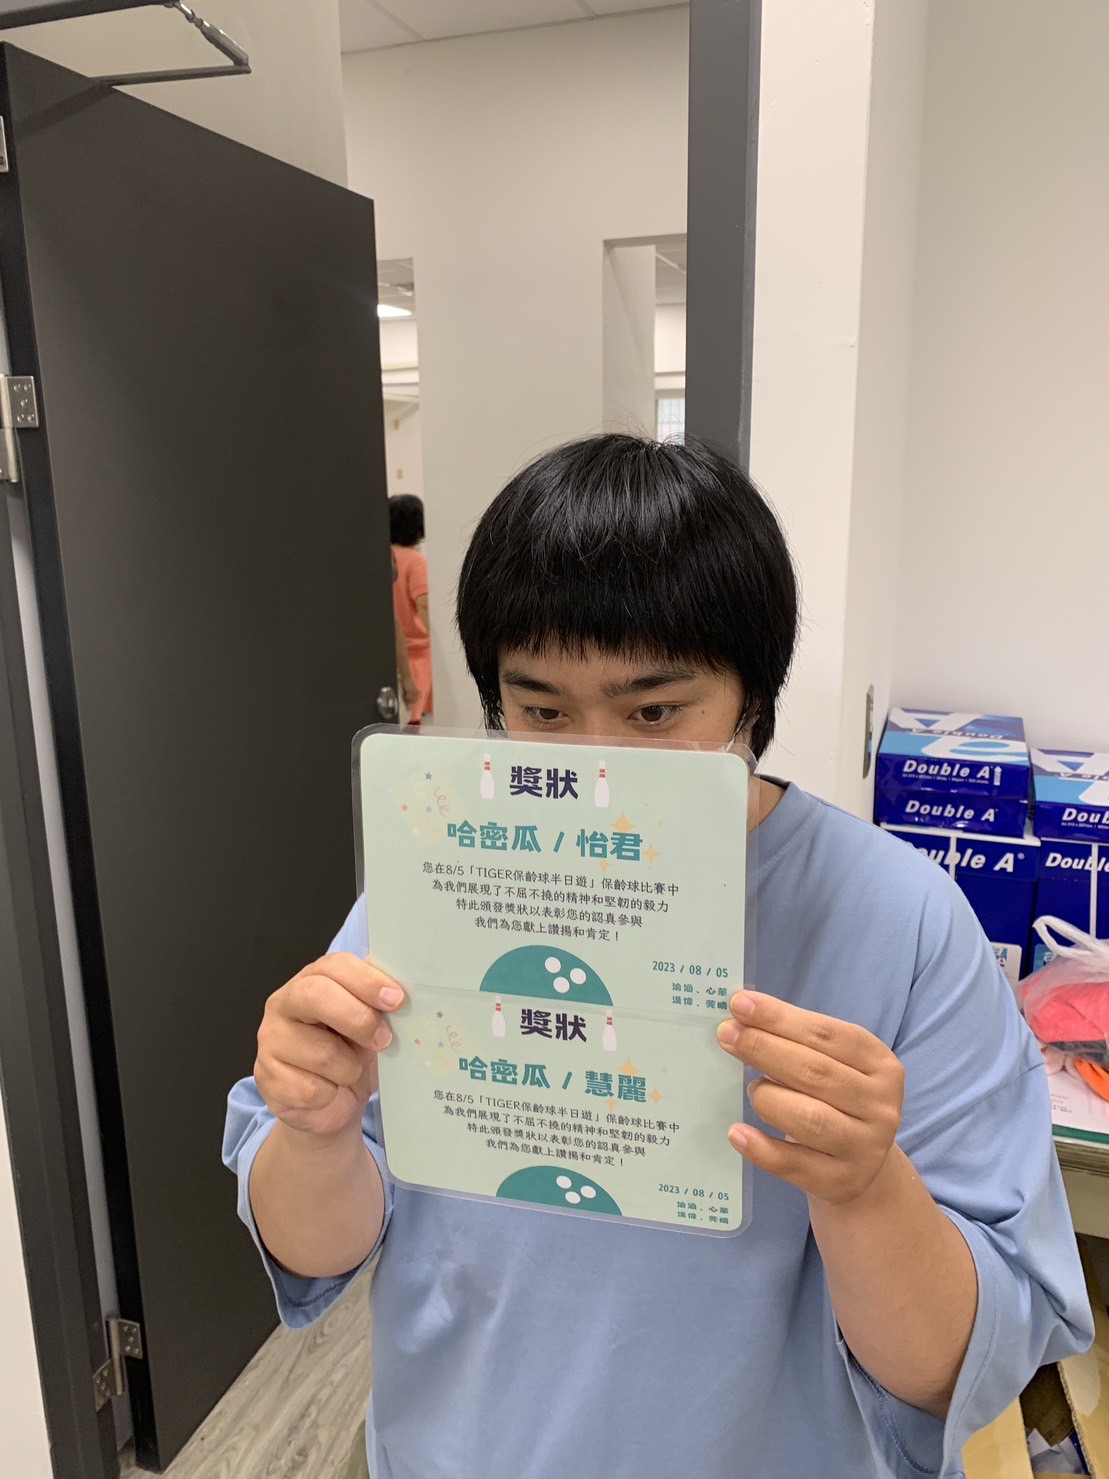 獎狀
哈密瓜 / 怡君
您在8/5「TIGER保齡球半日遊」保齡球比賽中
為我們展現了不屈不撓的精神和堅韌的毅力
特此頒發獎狀以表彰您的認真參與
我們為您獻上讚揚和肯定！
2023 / 08 / 05
獎狀
哈密瓜 / 慧麗
您在8/5「TIGER保齡球半日遊」保齡球比賽中
為我們展現了不屈不撓的精神和堅韌的毅力
特此頒發獎狀以表彰您的認真參與
我們為您獻上讚揚和肯定！
2023 / 08 / 05
Double A
Double A
Double A